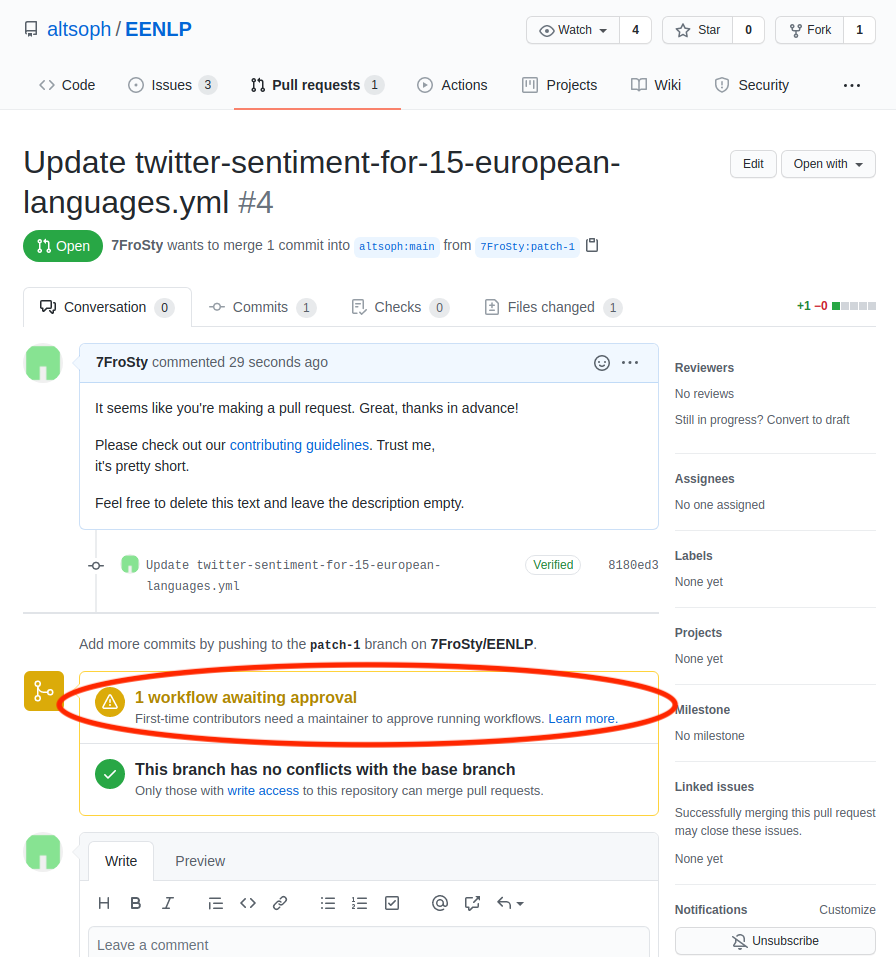 altsoph / EENLP
Watch 4 Star 0 Fork 1
Code Issues 3 Pull requests 1 Actions Projects Wiki Security ...
Update twitter-sentiment-for-15-european-
languages.yml #4
Edit Open with
Open 7FroSty wants to merge 1 commit into altsoph:main from 7FroSty:patch-1
Conversation 0 Commits 1 Checks 0 Files changed 1 +1 −0
7FroSty commented 29 seconds ago
It seems like you're making a pull request. Great, thanks in advance!
Please check out our contributing guidelines. Trust me,
it's pretty short.
Feel free to delete this text and leave the description empty.
Update twitter-sentiment-for-15-european-
languages.yml
Verified 8180ed3
Add more commits by pushing to the patch-1 branch on 7FroSty/EENLP.
1 workflow awaiting approval
First-time contributors need a maintainer to approve running workflows. Learn more.
This branch has no conflicts with the base branch
Only those with write access to this repository can merge pull requests.
Write Preview
H B I
Leave a comment
Reviewers
No reviews
Still in progress? Convert to draft
Assignees
No one assigned
Labels
None yet
Projects
None yet
Milestone
No milestone
Linked issues
Successfully merging this pull request
may close these issues.
None yet
Notifications Customize
Unsubscribe